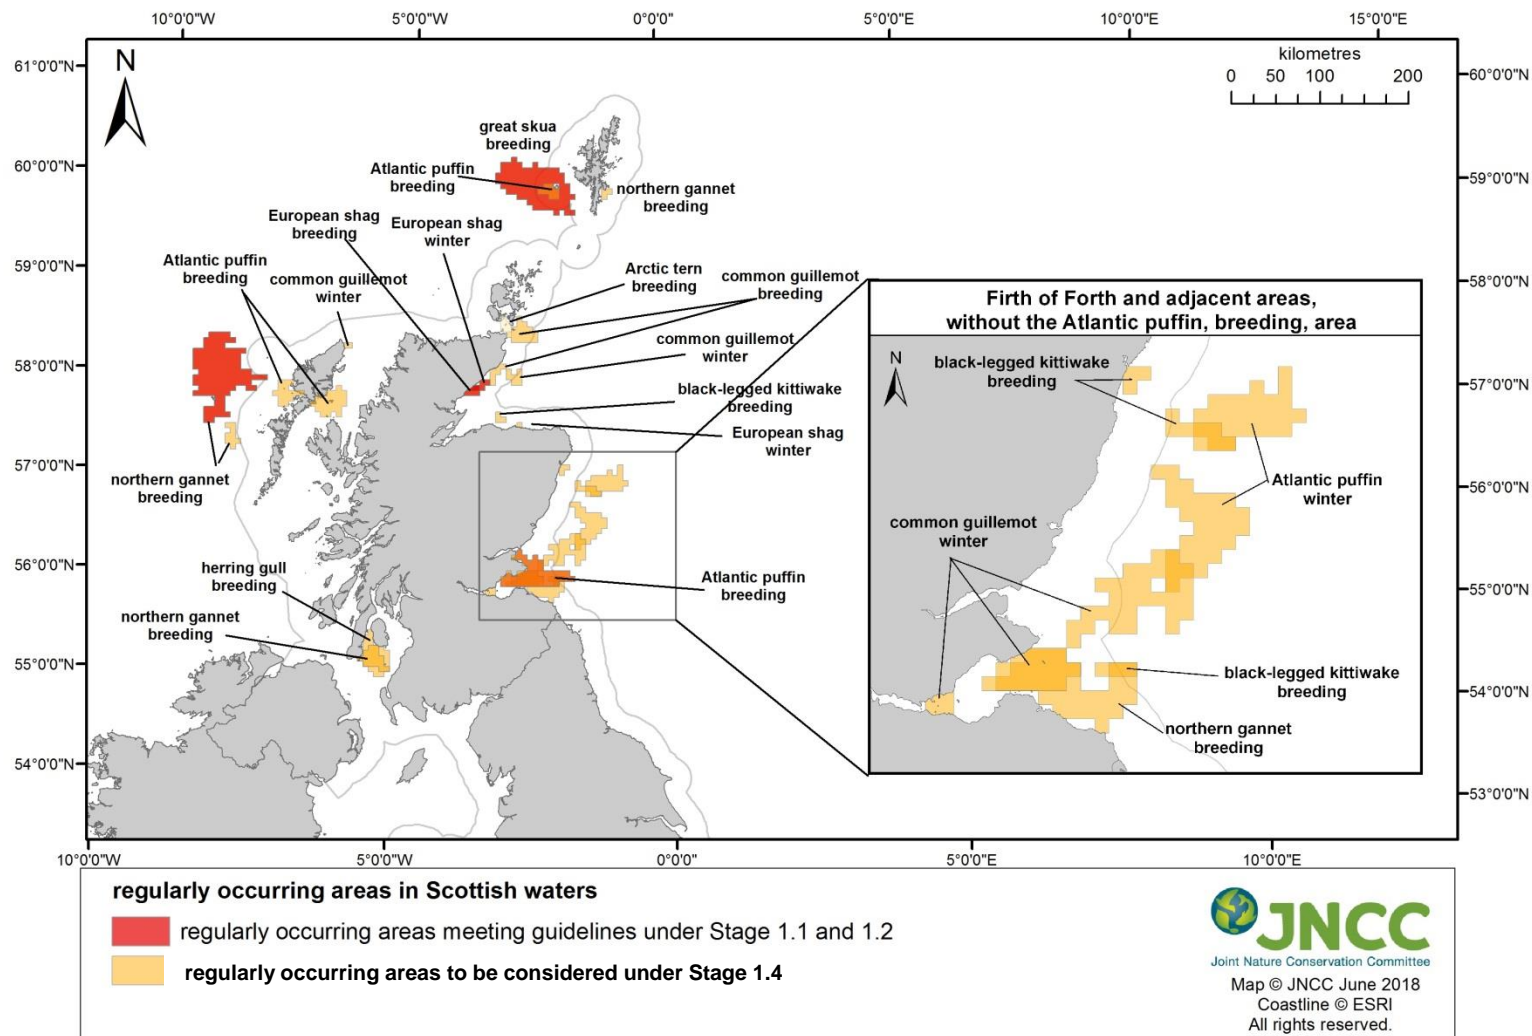 10°0'0"W
5°0'0"W
0°0'0"
5°0'0"E
10°0'0"E
15°0'0"E
61°0'0"N
60°0'0"N
59°0'0"N
58°0'0"N
57°0'0"N
56°0'0"N
55°0'0"N
54°0'0"N
N
kilometres
0 50 100 200
60°0'0"N
59°0'0"N
58°0'0"N
57°0'0"N
56°0'0"N
55°0'0"N
54°0'0"N
53°0'0"N
great skua
breeding
Atlantic puffin
breeding
northern gannet
breeding
European shag
breeding
European shag
winter
Atlantic puffin
breeding
common guillemot
winter
Arctic tern
breeding
common guillemot
breeding
common guillemot
winter
black-legged kittiwake
breeding
European shag
winter
northern gannet
breeding
herring gull
breeding
northern gannet
breeding
Atlantic puffin
breeding
Firth of Forth and adjacent areas,
without the Atlantic puffin, breeding, area
N
black-legged kittiwake
breeding
Atlantic puffin
winter
common guillemot
winter
black-legged kittiwake
breeding
northern gannet
breeding
10°0'0"W
5°0'0"W
0°0'0"
5°0'0"E
10°0'0"E
regularly occurring areas in Scottish waters
regularly occurring areas meeting guidelines under Stage 1.1 and 1.2
regularly occurring areas to be considered under Stage 1.4
JNCC
Joint Nature Conservation Committee
Map © JNCC June 2018
Coastline © ESRI
All rights reserved.